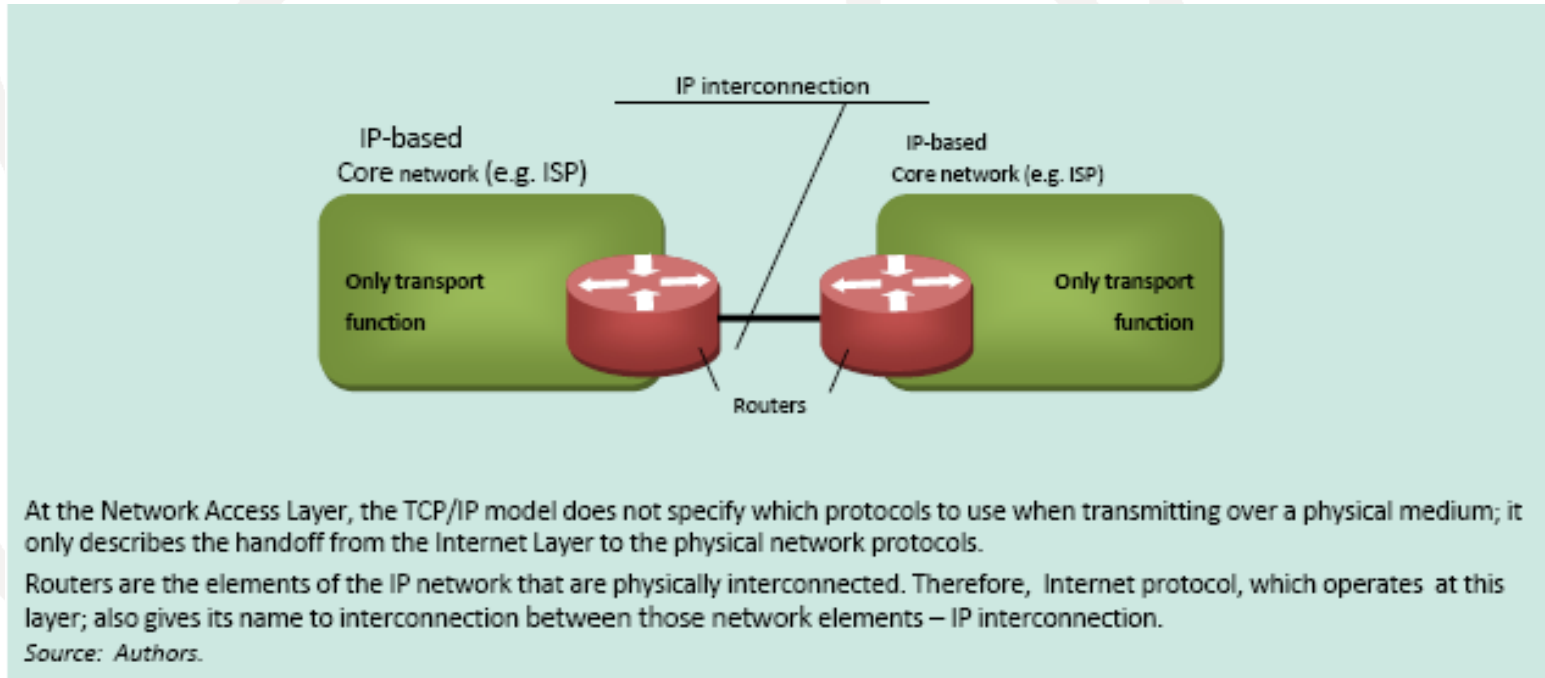 IP interconnection
IP-based
Core network (e.g. ISP)
IP-based
Core network (e.g. ISP)
Only transport
function
Only transport
function
Routers
At the Network Access Layer, the TCP/IP model does not specify which protocols to use when transmitting over a physical medium; it
only describes the handoff from the Internet Layer to the physical network protocols.
Routers are the elements of the IP network that are physically interconnected. Therefore, Internet protocol, which operates at this
layer; also gives its name to interconnection between those network elements – IP interconnection.
Source: Authors.